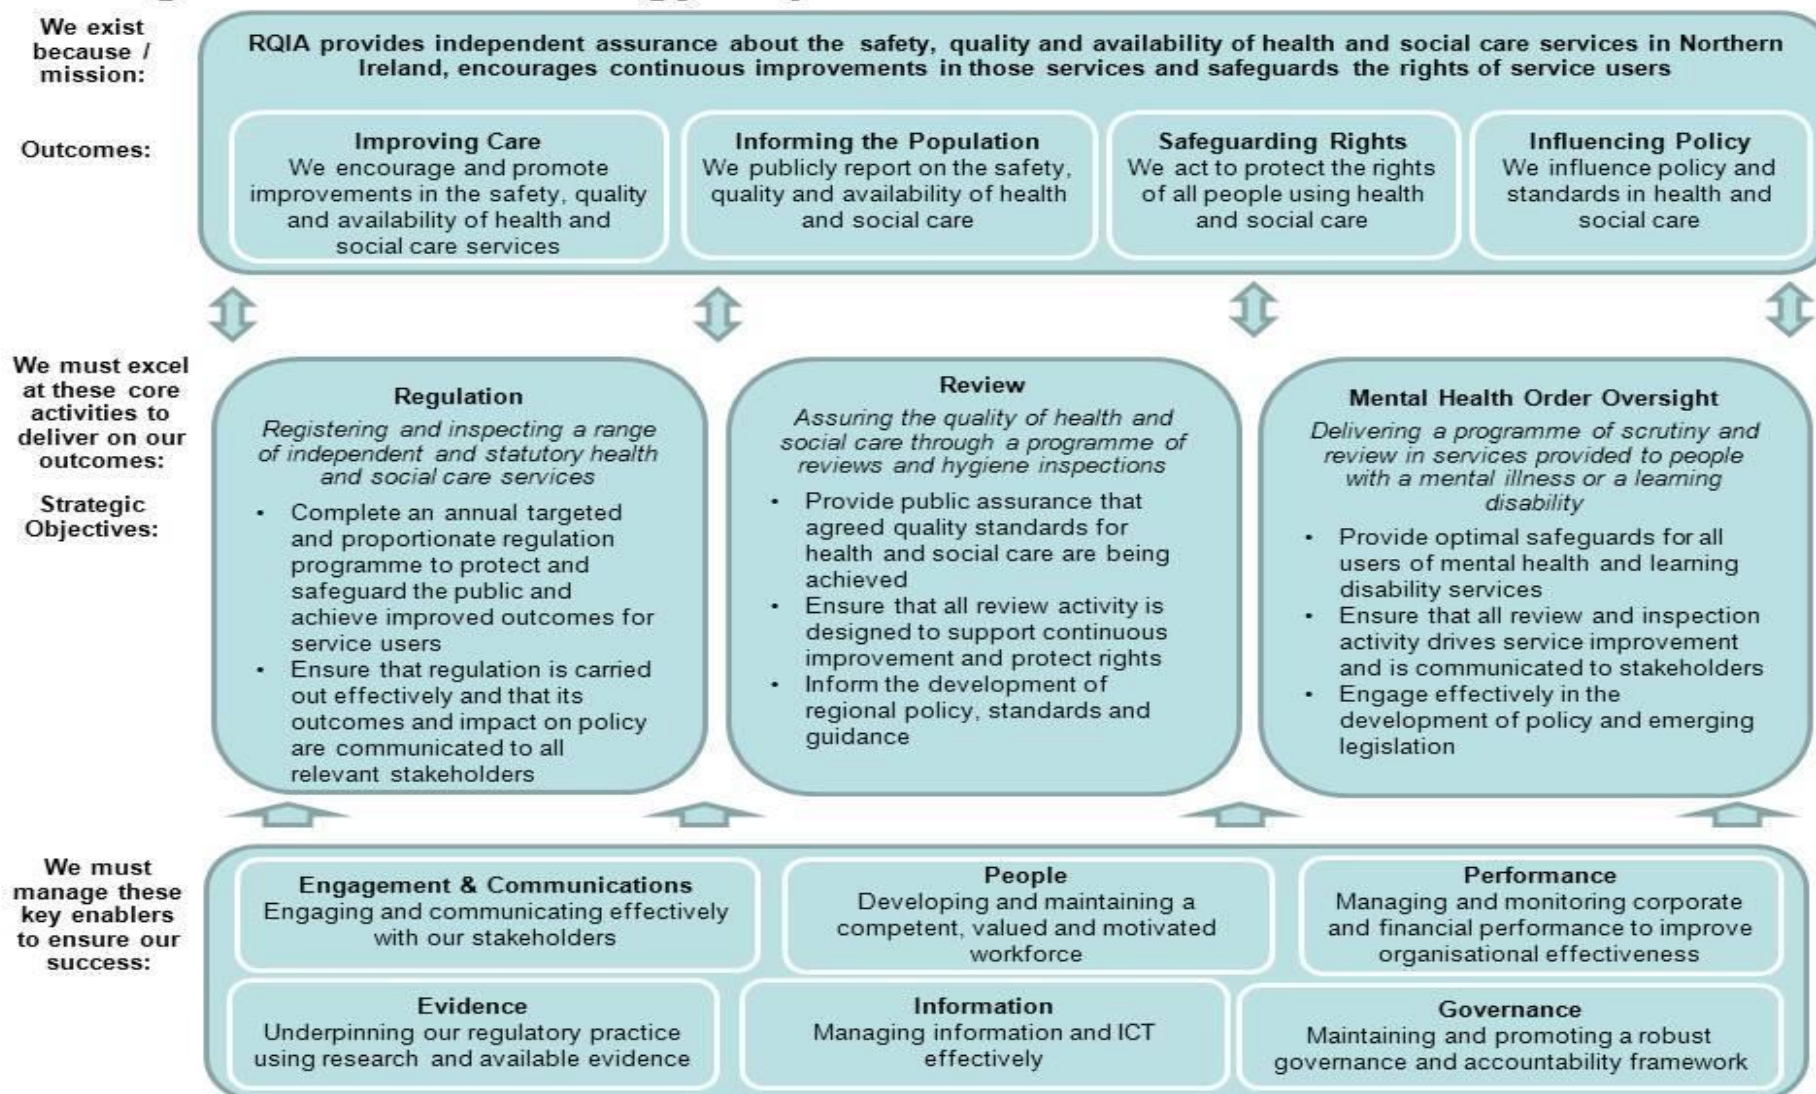 We exist
because /
mission:
RQIA provides independent assurance about the safety, quality and availability of health and social care services in Northern
Ireland, encourages continuous improvements in those services and safeguards the rights of service users
Outcomes:
Improving Care
We encourage and promote
improvements in the safety, quality
and availability of health and
social care services
Informing the Population
We publicly report on the safety,
quality and availability of health
and social care
Safeguarding Rights
We act to protect the rights
of all people using health
and social care
Influencing Policy
We influence policy and
standards in health and
social care
We must excel
at these core
activities to
deliver on our
outcomes:
Strategic
Objectives:
Regulation
Registering and inspecting a range
of independent and statutory health
and social care services
• Complete an annual targeted
and proportionate regulation
programme to protect and
safeguard the public and
achieve improved outcomes for
service users
• Ensure that regulation is carried
out effectively and that its
outcomes and impact on policy
are communicated to all
relevant stakeholders
Review
Assuring the quality of health and
social care through a programme of
reviews and hygiene inspections
• Provide public assurance that
agreed quality standards for
health and social care are being
achieved
• Ensure that all review activity is
designed to support continuous
improvement and protect rights
• Inform the development of
regional policy, standards and
guidance
Mental Health Order Oversight
Delivering a programme of scrutiny and
review in services provided to people
with a mental illness or a learning
disability
• Provide optimal safeguards for all
users of mental health and learning
disability services
• Ensure that all review and inspection
activity drives service improvement
and is communicated to stakeholders
• Engage effectively in the
development of policy and emerging
legislation
We must
manage these
key enablers
to ensure our
success:
Engagement & Communications
Engaging and communicating effectively
with our stakeholders
People
Developing and maintaining a
competent, valued and motivated
workforce
Performance
Managing and monitoring corporate
and financial performance to improve
organisational effectiveness
Evidence
Underpinning our regulatory practice
using research and available evidence
Information
Managing information and ICT
effectively
Governance
Maintaining and promoting a robust
governance and accountability framework